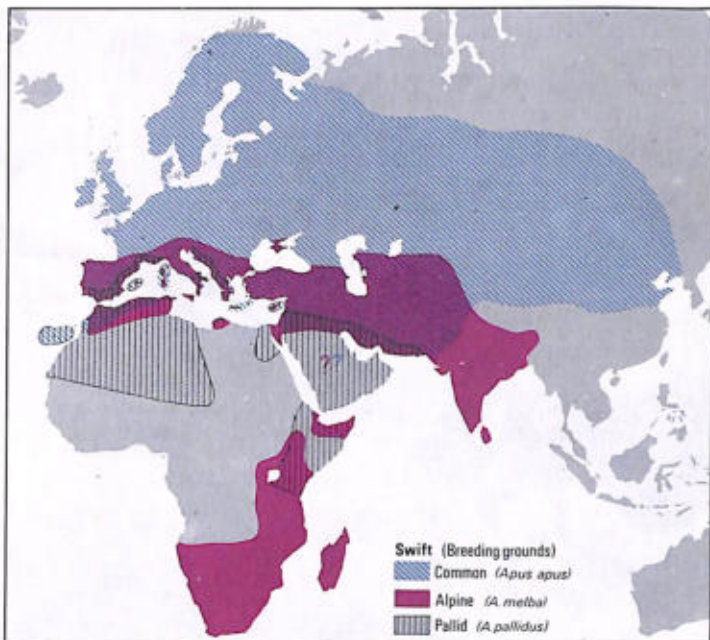 ??
Swift (Breeding grounds)
Common (Apus apus)
Alpine (A. melba)
Pallid (A. pallidus)